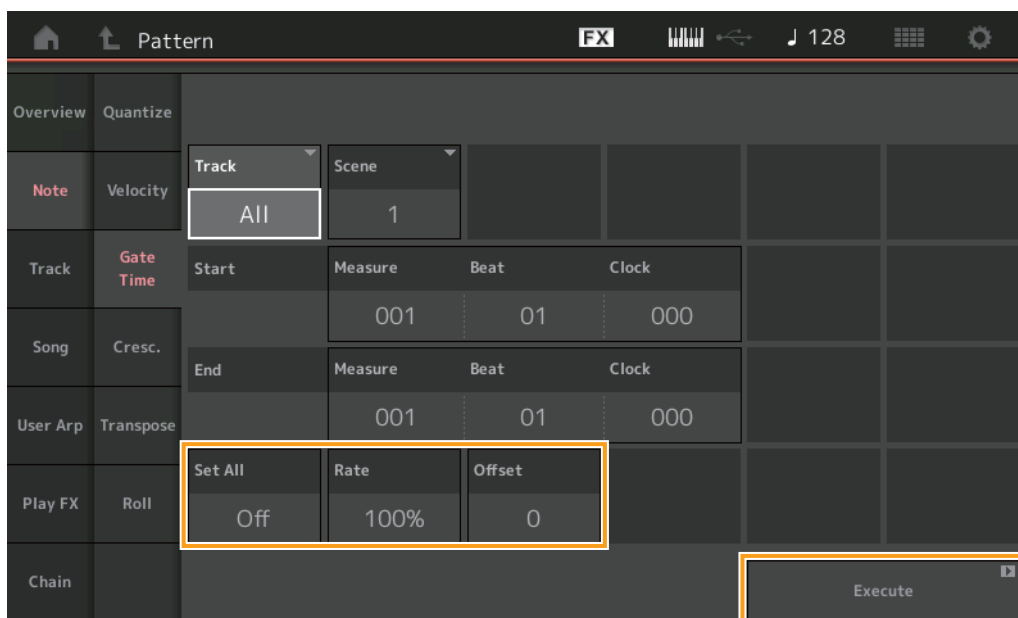 Pattern FX ♩ 128
Overview Quantize
Track Scene
Note Velocity
All 1
Track Gate Time Start Measure Beat Clock
001 01 000
Song Cresc.
End Measure Beat Clock
User Arp Transpose 001 01 000
Set All Rate Offset
Play FX Roll Off 100% 0
Chain Execute